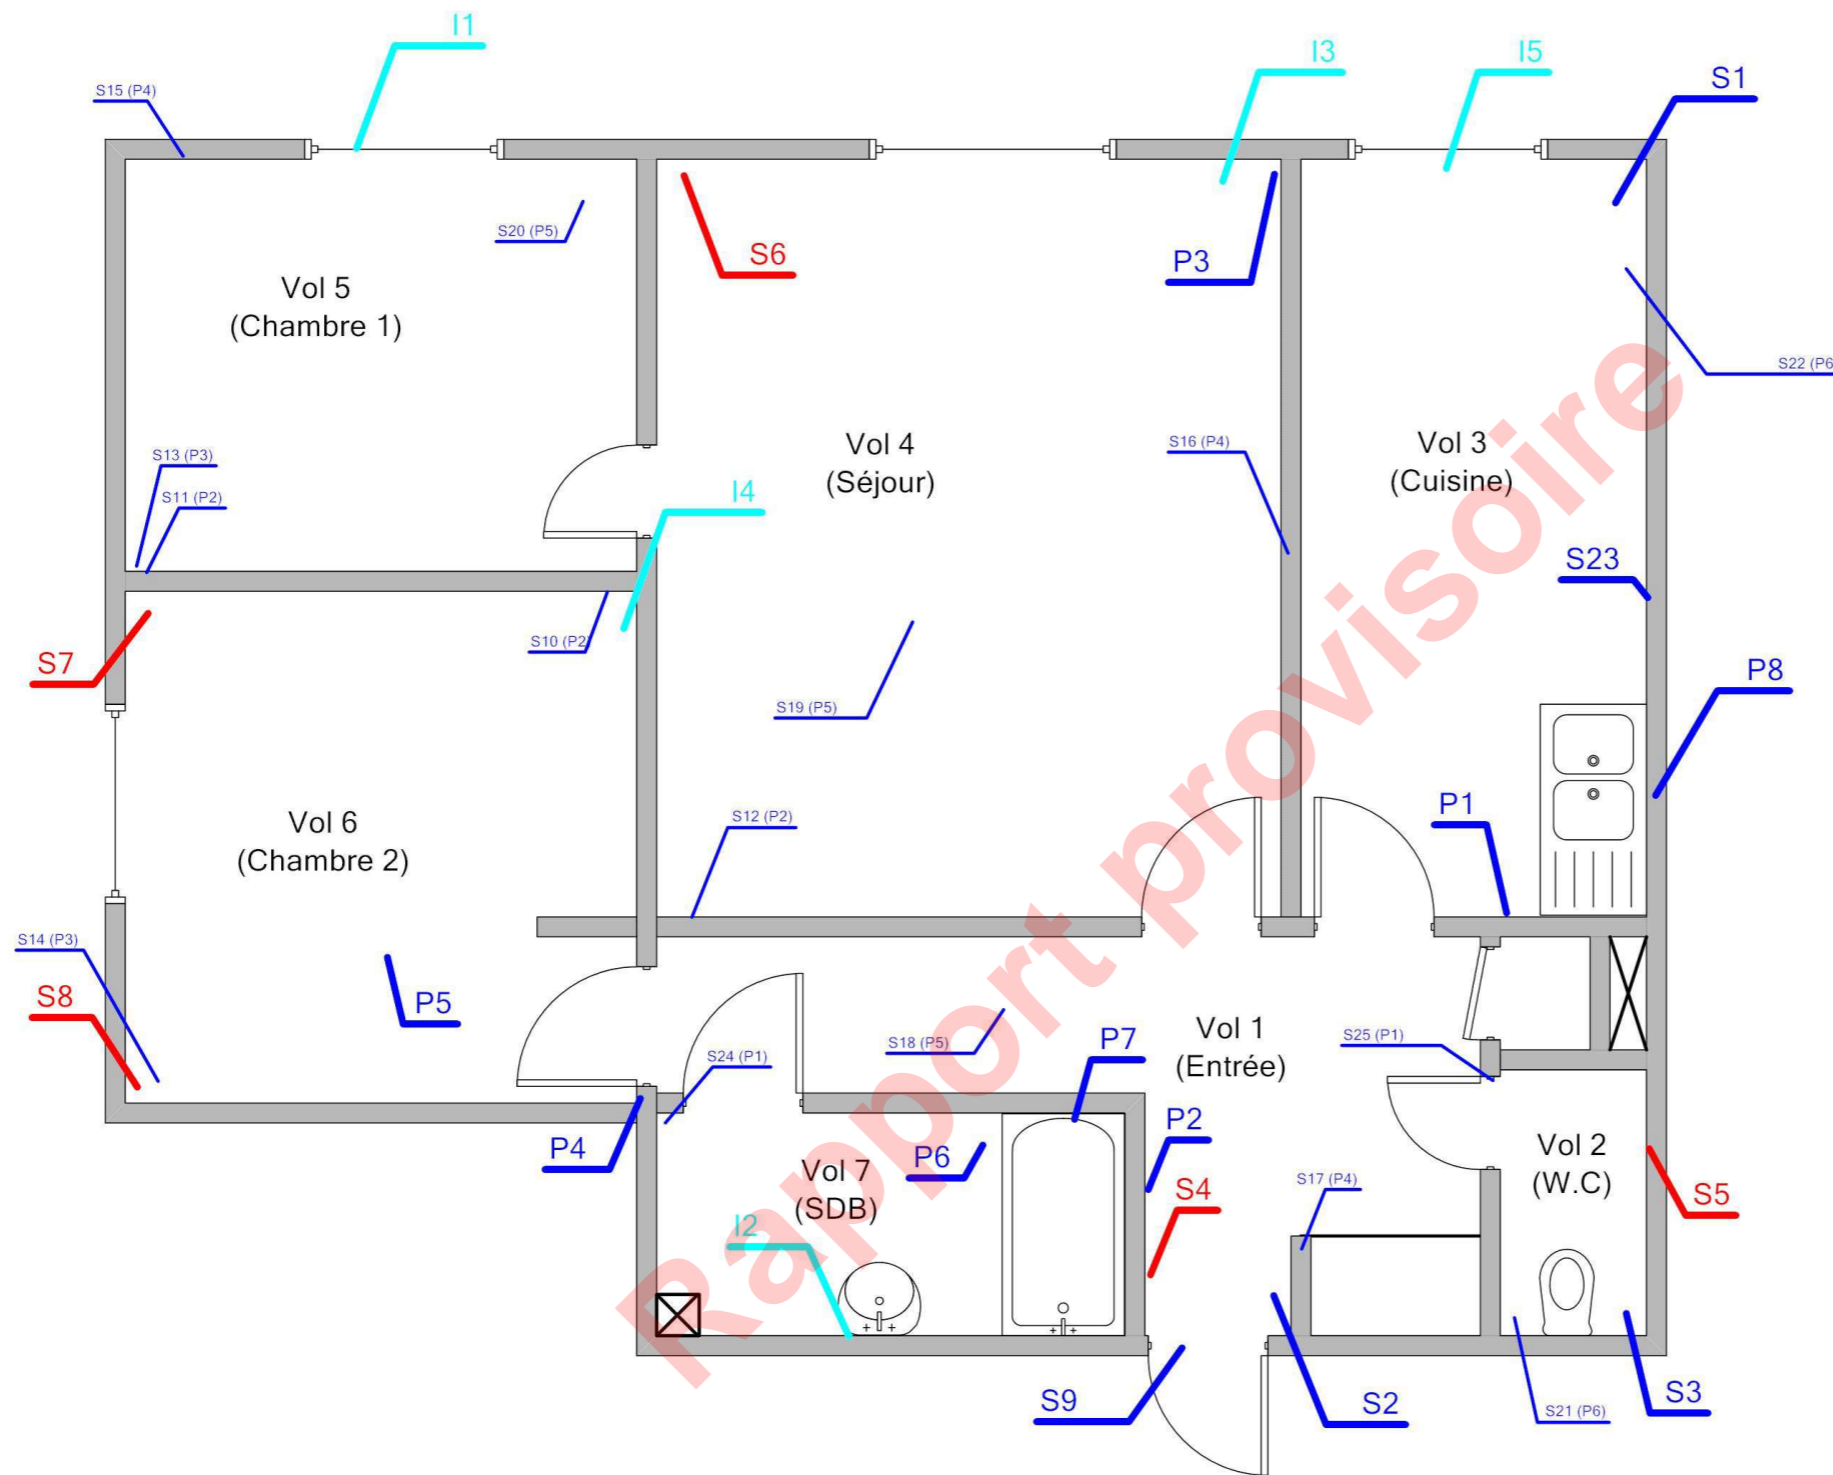 I1
I3
I5
S1
S15 (P4)
S20 (P5)
S6
P3
Vol 5
(Chambre 1)
S22 (P6
Vol 4
(Séjour)
S16 (P4)
Vol 3
(Cuisine)
S13 (P3)
S11 (P2)
I4
S23
S10 (P2)
S7
P8
S19 (P5)
S12 (P2)
P1
Vol 6
(Chambre 2)
S14 (P3)
S8
P5
S18 (P5)
S24 (P1)
P7
Vol 1
(Entrée)
S25 (P1)
P4
P6
P2
Vol 7
(SDB)
S4
S17 (P4)
Vol 2
(W.C)
S5
I2
S9
S2
S21 (P6)
S3
Rapport provisoire